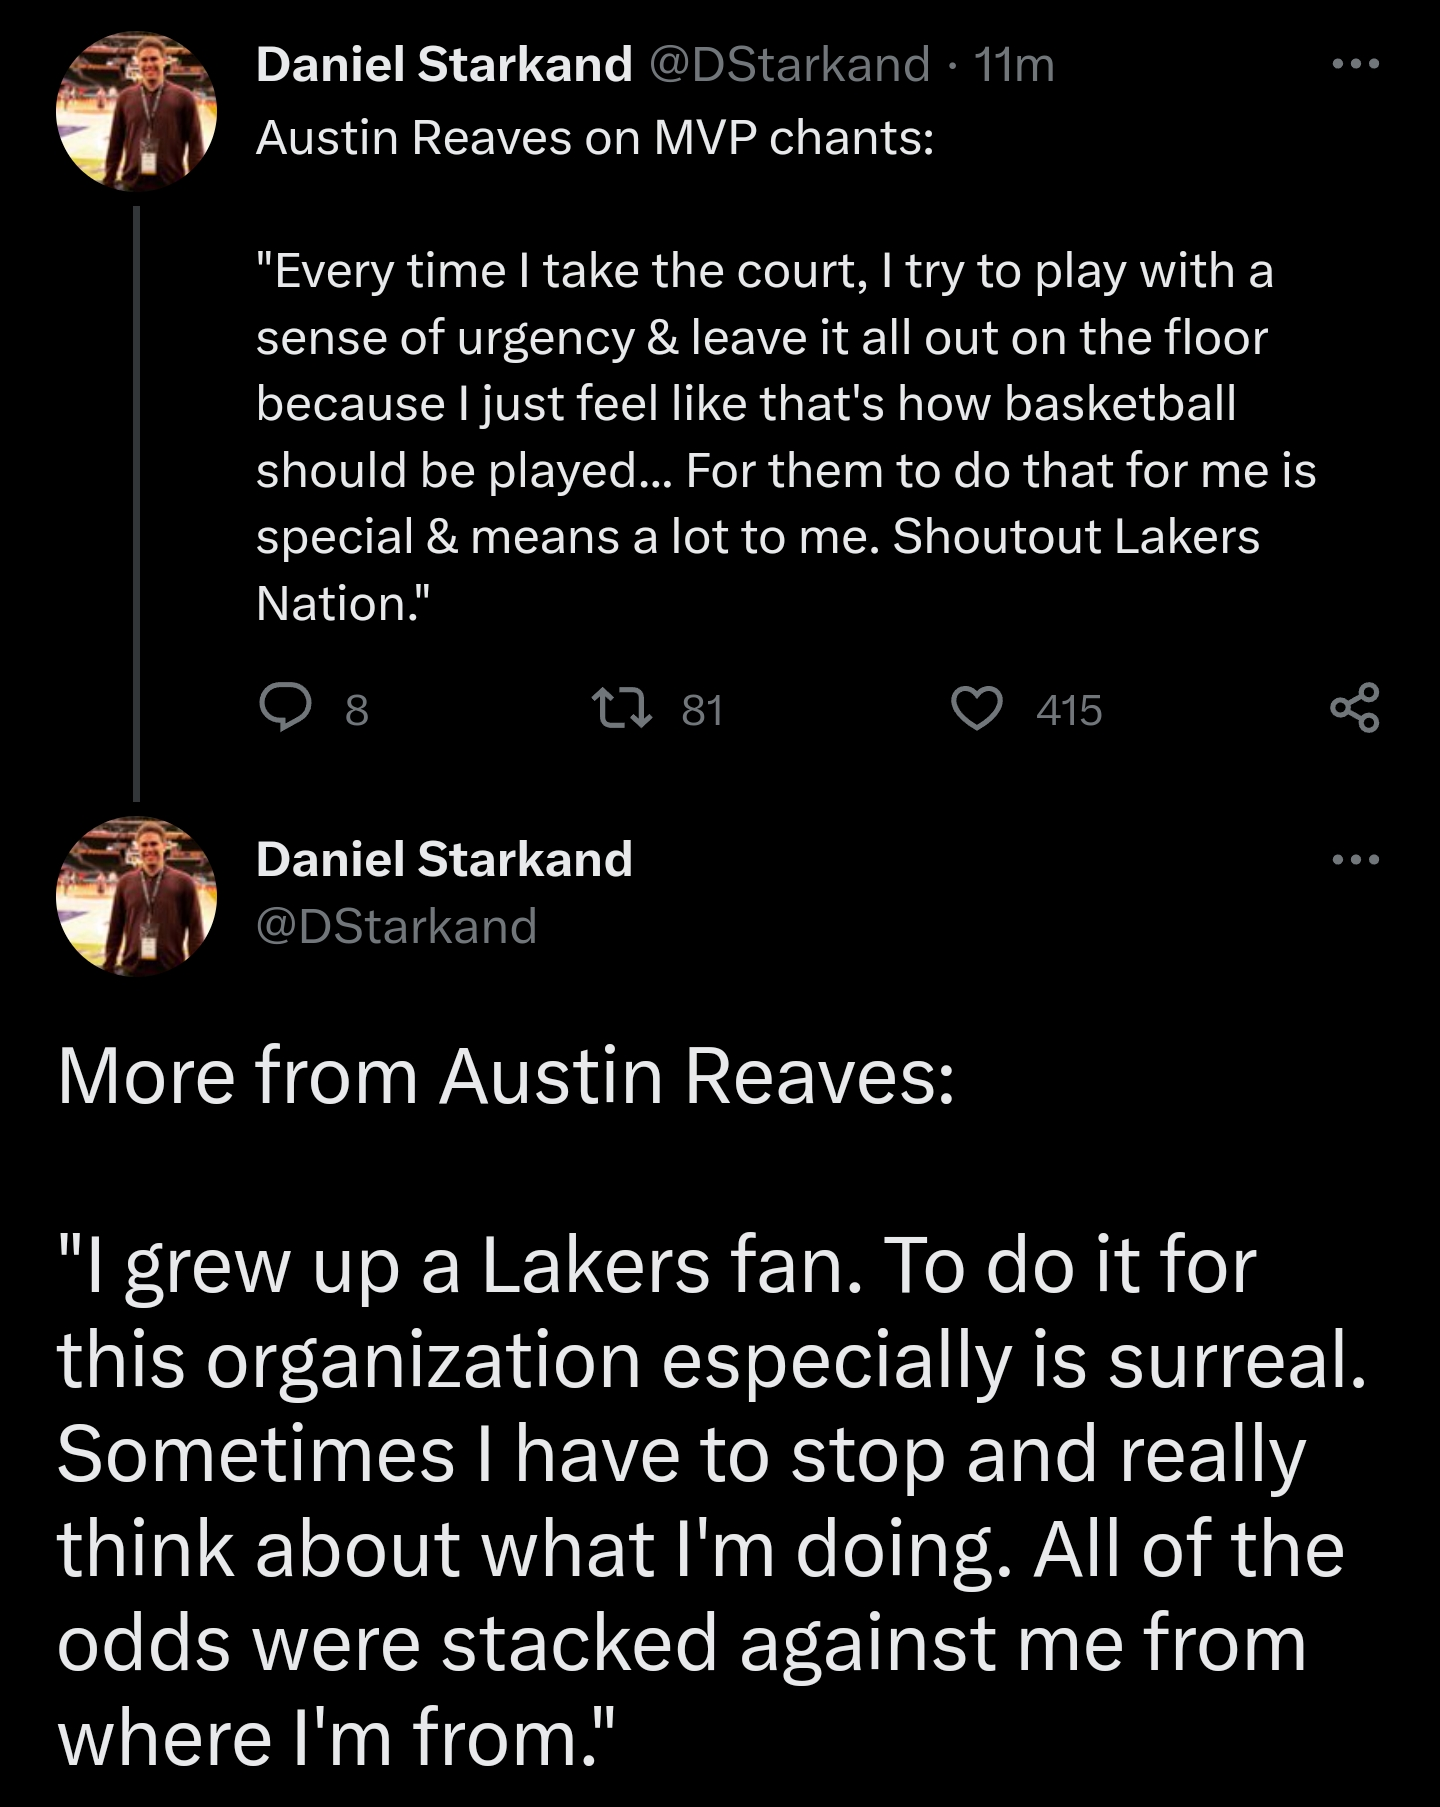 Daniel Starkand @DStarkand · 11m
Austin Reaves on MVP chants:
"Every time I take the court, I try to play with a
sense of urgency & leave it all out on the floor
because I just feel like that's how basketball
should be played... For them to do that for me is
special & means a lot to me. Shoutout Lakers
Nation."
8 81 415
Daniel Starkand
@DStarkand
More from Austin Reaves:
"I grew up a Lakers fan. To do it for
this organization especially is surreal.
Sometimes I have to stop and really
think about what I'm doing. All of the
odds were stacked against me from
where I'm from."